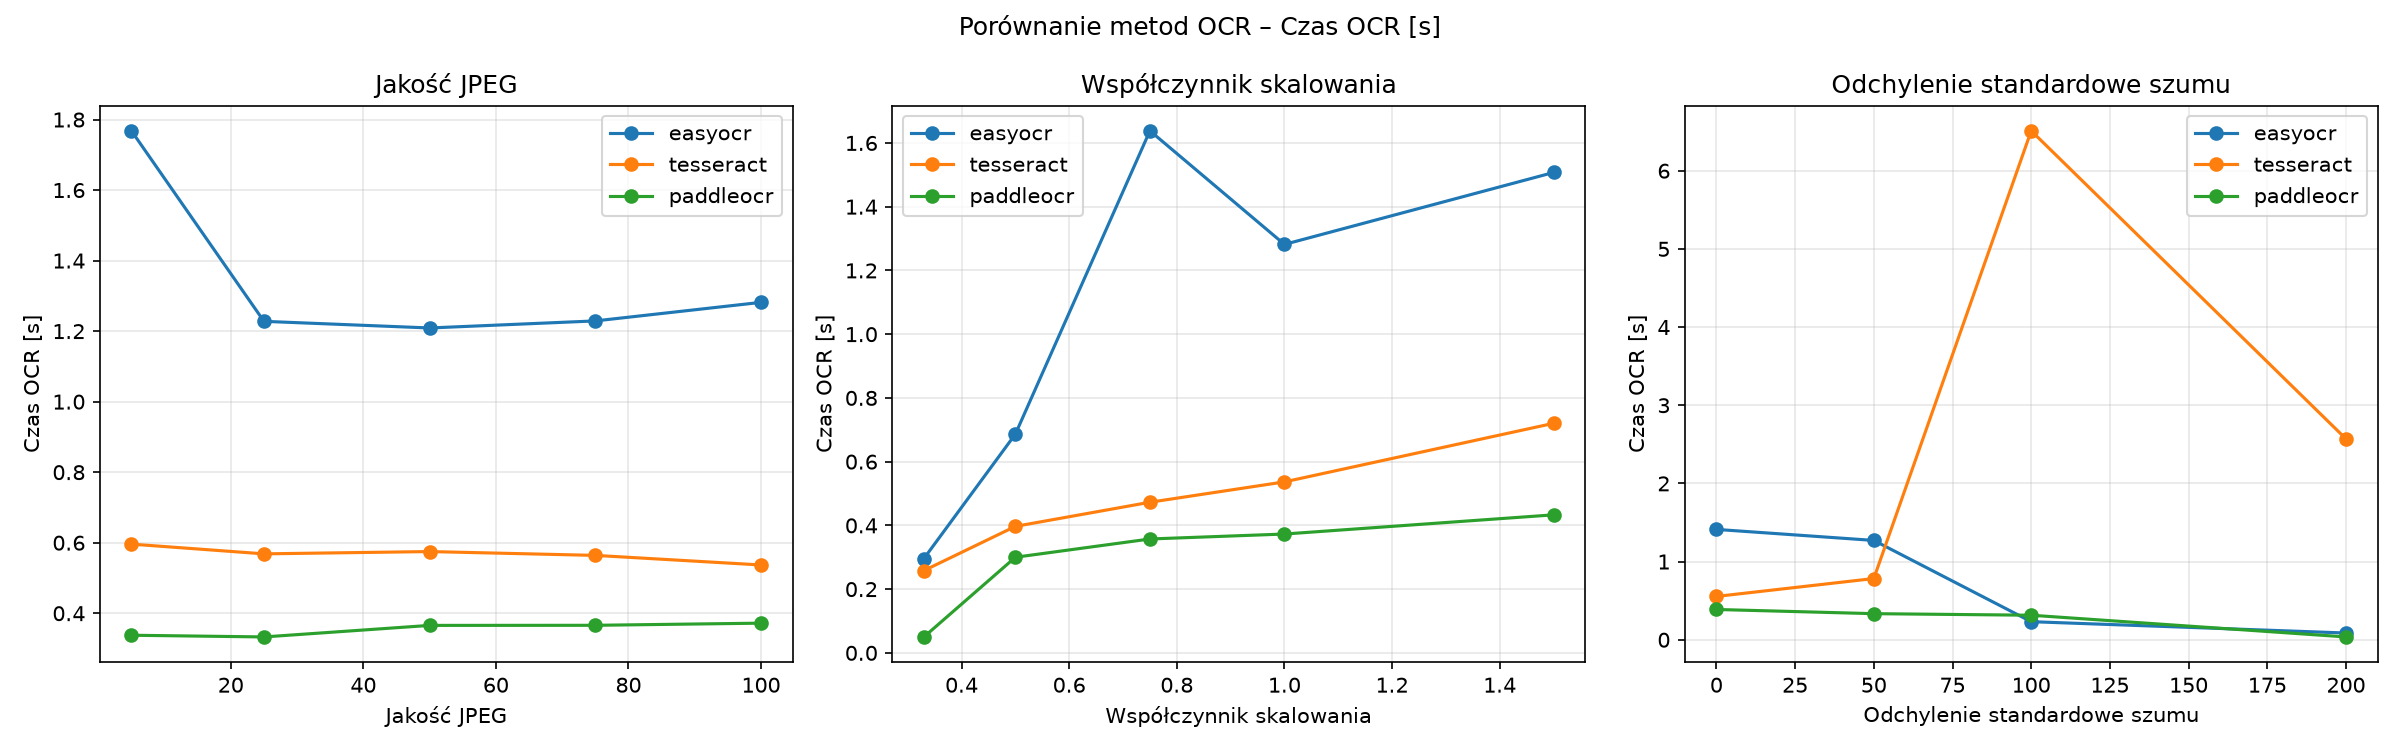 Porównanie metod OCR – Czas OCR [s]
Jakość JPEG
1.8
1.6
1.4
1.2
1.0
0.8
0.6
0.4
Czas OCR [s]
easyocr
tesseract
paddleocr
20 40 60 80 100
Jakość JPEG
Współczynnik skalowania
1.6
1.4
1.2
1.0
0.8
0.6
0.4
0.2
0.0
Czas OCR [s]
easyocr
tesseract
paddleocr
0.4 0.6 0.8 1.0 1.2 1.4
Współczynnik skalowania
Odchylenie standardowe szumu
6
5
4
3
2
1
0
Czas OCR [s]
easyocr
tesseract
paddleocr
0 25 50 75 100 125 150 175 200
Odchylenie standardowe szumu